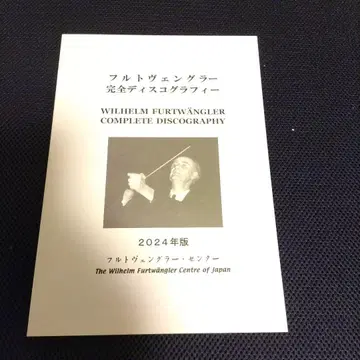 フルトヴェングラー
完全ディスコグラフィー
WILHELM FURTWÄNGLER
COMPLETE DISCOGRAPHY
2024年版
フルトヴェングラー・センター
The Wilhelm Furtwängler Centre of Japan